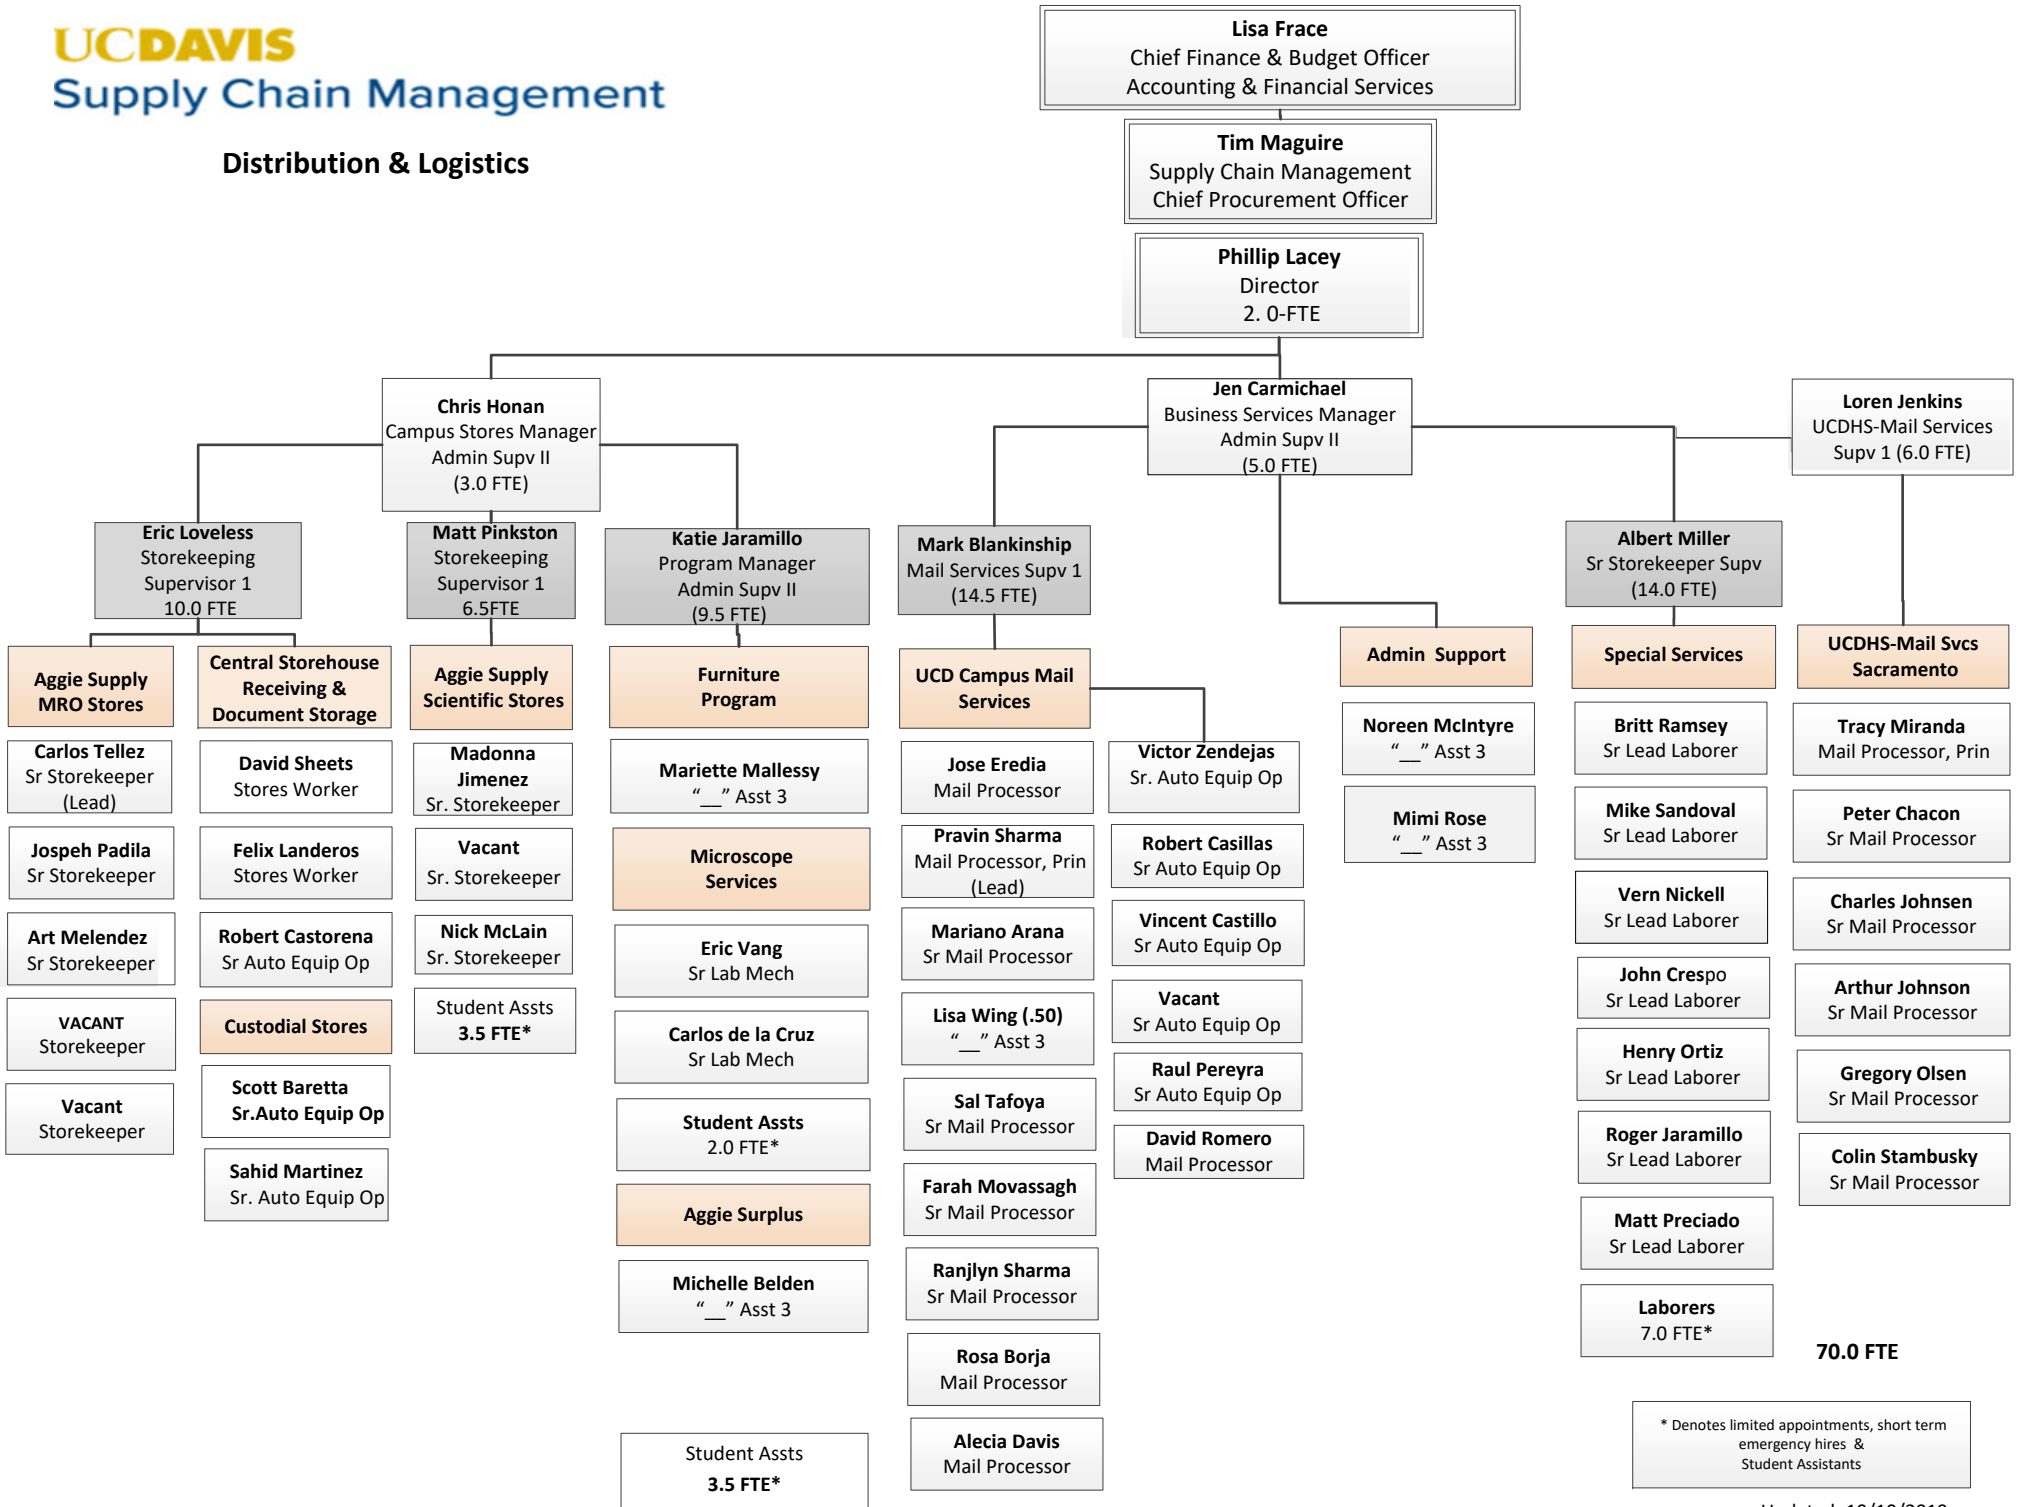 UCDAVIS
Supply Chain Management
Distribution & Logistics
Lisa Frace
Chief Finance & Budget Officer
Accounting & Financial Services
Tim Maguire
Supply Chain Management
Chief Procurement Officer
Phillip Lacey
Director
2. 0-FTE
Chris Honan
Campus Stores Manager
Admin Supv II
(3.0 FTE)
Jen Carmichael
Business Services Manager
Admin Supv II
(5.0 FTE)
Loren Jenkins
UCDHS-Mail Services
Supv 1 (6.0 FTE)
Eric Loveless
Storekeeping
Supervisor 1
10.0 FTE
Matt Pinkston
Storekeeping
Supervisor 1
6.5FTE
Katie Jaramillo
Program Manager
Admin Supv II
(9.5 FTE)
Mark Blankinship
Mail Services Supv 1
(14.5 FTE)
Albert Miller
Sr Storekeeper Supv
(14.0 FTE)
Aggie Supply
MRO Stores
Carlos Tellez
Sr Storekeeper
(Lead)
Jospeh Padila
Sr Storekeeper
Art Melendez
Sr Storekeeper
VACANT
Storekeeper
Vacant
Storekeeper
Central Storehouse
Receiving &
Document Storage
David Sheets
Stores Worker
Felix Landeros
Stores Worker
Robert Castorena
Sr Auto Equip Op
Custodial Stores
Scott Baretta
Sr.Auto Equip Op
Sahid Martinez
Sr. Auto Equip Op
Aggie Supply
Scientific Stores
Madonna
Jimenez
Sr. Storekeeper
Vacant
Sr. Storekeeper
Nick McLain
Sr. Storekeeper
Student Assts
3.5 FTE*
Furniture
Program
Mariette Mallessy
“__” Asst 3
Microscope
Services
Eric Vang
Sr Lab Mech
Carlos de la Cruz
Sr Lab Mech
Student Assts
2.0 FTE*
Aggie Surplus
Michelle Belden
“__” Asst 3
Student Assts
3.5 FTE*
UCD Campus Mail
Services
Jose Eredia
Mail Processor
Pravin Sharma
Mail Processor, Prin
(Lead)
Mariano Arana
Sr Mail Processor
Lisa Wing (.50)
“__” Asst 3
Sal Tafoya
Sr Mail Processor
Farah Movassagh
Sr Mail Processor
Ranjlyn Sharma
Sr Mail Processor
Rosa Borja
Mail Processor
Alecia Davis
Mail Processor
Victor Zendejas
Sr. Auto Equip Op
Robert Casillas
Sr Auto Equip Op
Vincent Castillo
Sr Auto Equip Op
Vacant
Sr Auto Equip Op
Raul Pereyra
Sr Auto Equip Op
David Romero
Mail Processor
Admin Support
Noreen McIntyre
“__” Asst 3
Mimi Rose
“__” Asst 3
Special Services
Britt Ramsey
Sr Lead Laborer
Mike Sandoval
Sr Lead Laborer
Vern Nickell
Sr Lead Laborer
John Crespo
Sr Lead Laborer
Henry Ortiz
Sr Lead Laborer
Roger Jaramillo
Sr Lead Laborer
Matt Preciado
Sr Lead Laborer
Laborers
7.0 FTE*
UCDHS-Mail Svcs
Sacramento
Tracy Miranda
Mail Processor, Prin
Peter Chacon
Sr Mail Processor
Charles Johnsen
Sr Mail Processor
Arthur Johnson
Sr Mail Processor
Gregory Olsen
Sr Mail Processor
Colin Stambusky
Sr Mail Processor
70.0 FTE
* Denotes limited appointments, short term
emergency hires &
Student Assistants